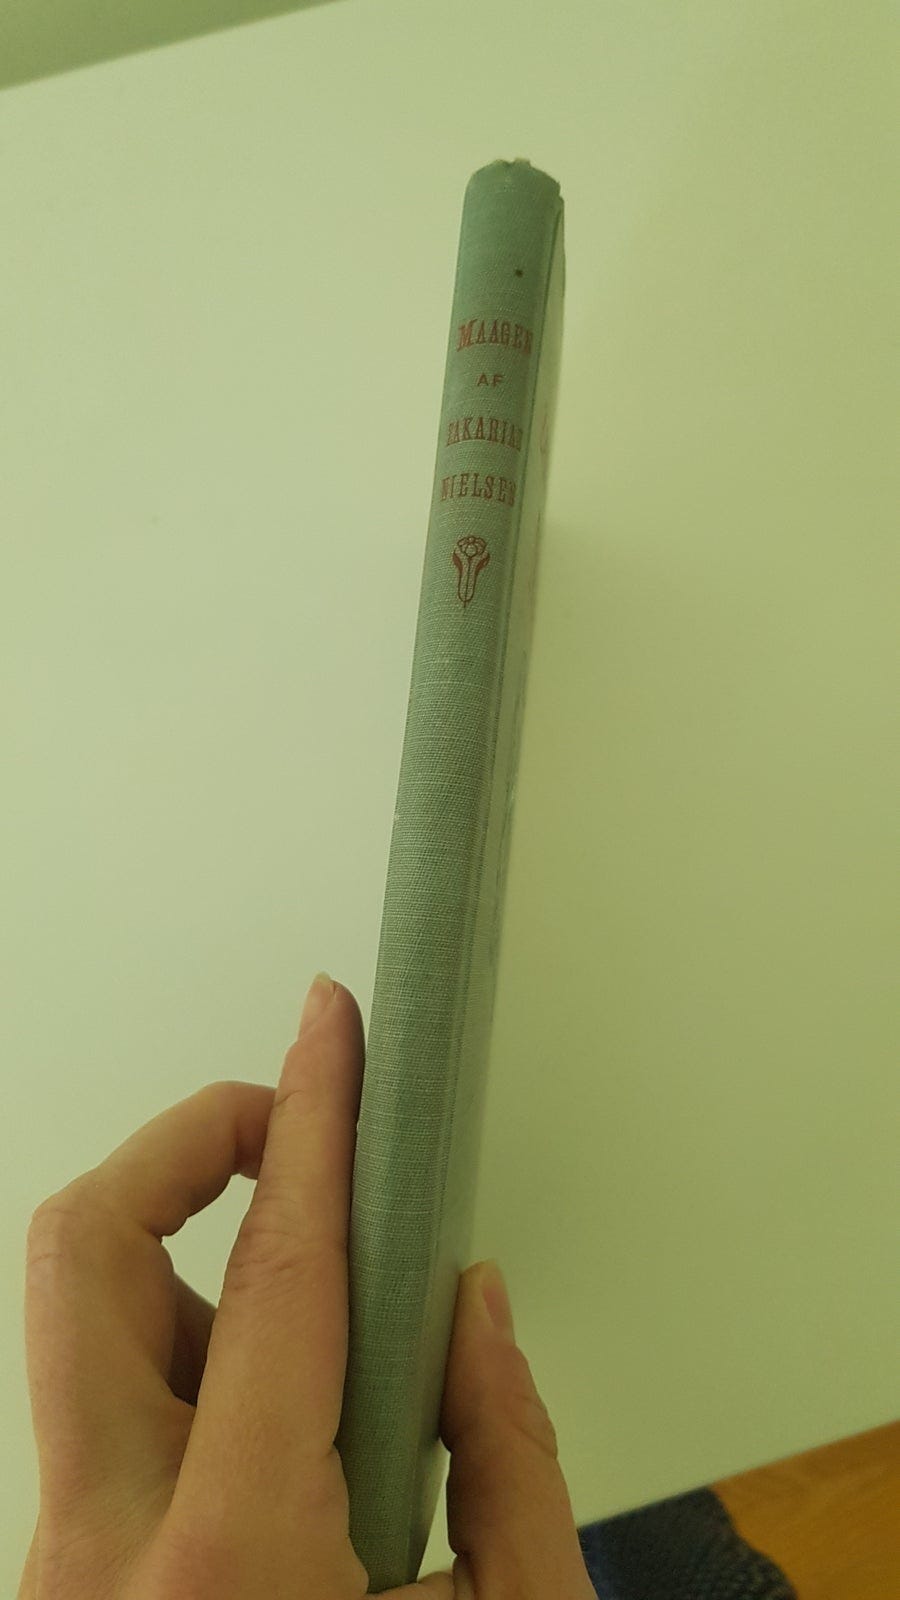 MAAGEN
AF
ZAKARIAS
NIELSEN